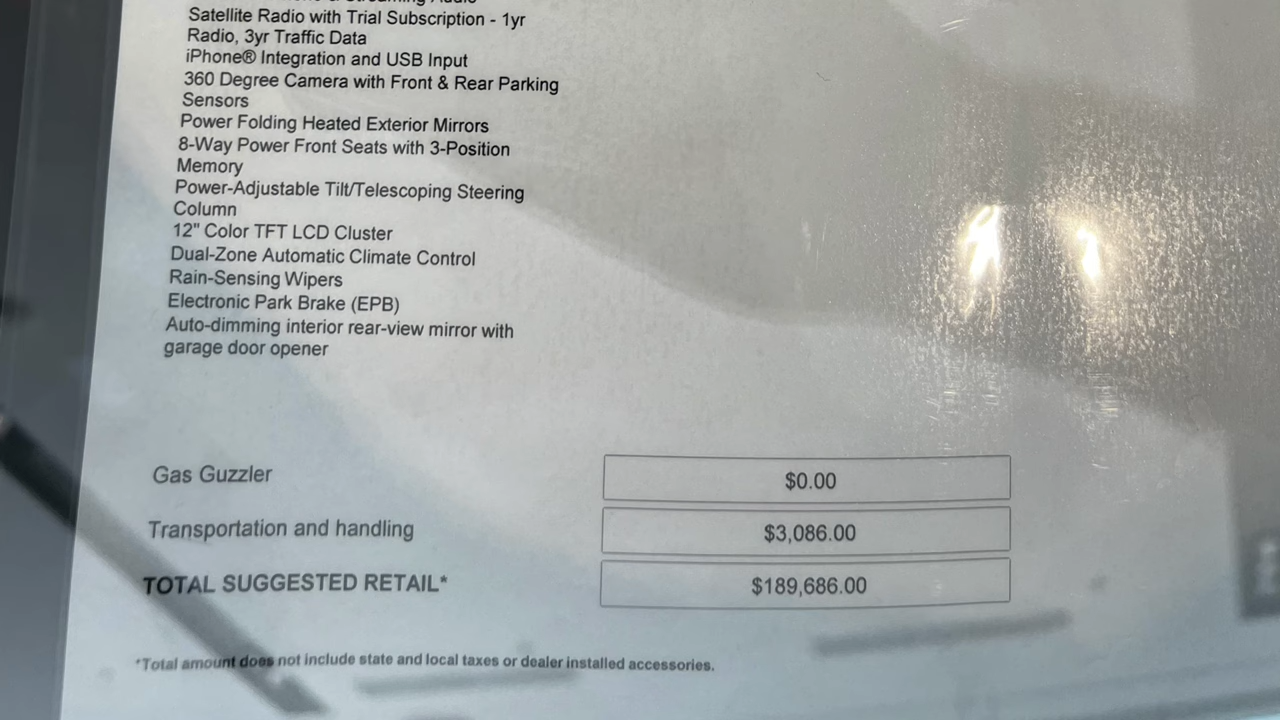 Satellite Radio with Trial Subscription - 1yr
Radio, 3yr Traffic Data
iPhone® Integration and USB Input
360 Degree Camera with Front & Rear Parking
Sensors
Power Folding Heated Exterior Mirrors
8-Way Power Front Seats with 3-Position
Memory
Power-Adjustable Tilt/Telescoping Steering
Column
12" Color TFT LCD Cluster
Dual-Zone Automatic Climate Control
Rain-Sensing Wipers
Electronic Park Brake (EPB)
Auto-dimming interior rear-view mirror with
garage door opener
Gas Guzzler $0.00
Transportation and handling $3,086.00
TOTAL SUGGESTED RETAIL* $189,686.00
*Total amount does not include state and local taxes or dealer installed accessories.